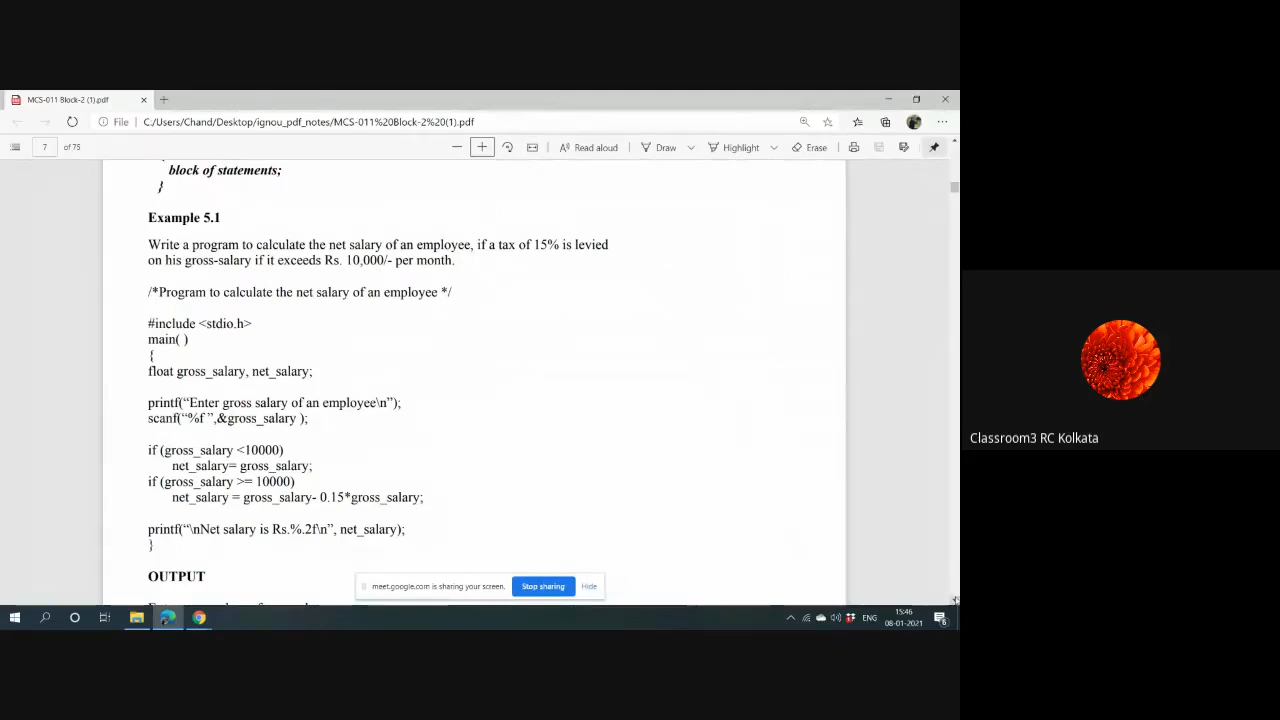 MCS-011 Block-2 (1).pdf
File
C:/Users/Chand/Desktop/ignou_pdf_notes/MCS-011%20Block-2%20(1).pdf
7 of 75
Read aloud
Draw
Highlight
Erase
block of statements;
}
Example 5.1
Write a program to calculate the net salary of an employee, if a tax of 15% is levied
on his gross-salary if it exceeds Rs. 10,000/- per month.
/*Program to calculate the net salary of an employee */
#include <stdio.h>
main( )
{
float gross_salary, net_salary;
printf(“Enter gross salary of an employee\n”);
scanf(“%f ”,&gross_salary );
if (gross_salary <10000)
net_salary= gross_salary;
if (gross_salary >= 10000)
net_salary = gross_salary- 0.15*gross_salary;
printf(“\nNet salary is Rs.%.2f\n”, net_salary);
}
OUTPUT
meet.google.com is sharing your screen.
Stop sharing
Hide
ENG
15:46
08-01-2021
Classroom3 RC Kolkata